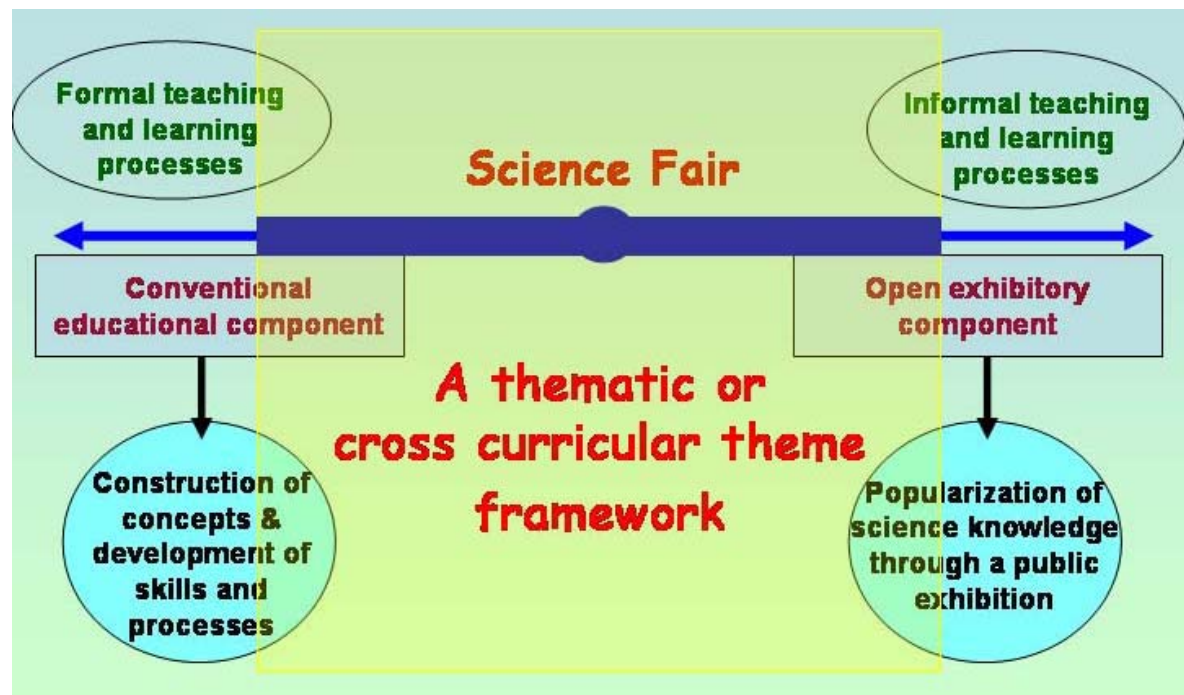 Formal teaching
and learning
processes
Informal teaching
and learning
processes
Science Fair
Conventional
educational component
Open exhibitory
component
A thematic or
cross curricular theme
framework
Construction of
concepts &
development of
skills and
processes
Popularization of
science knowledge
through a public
exhibition